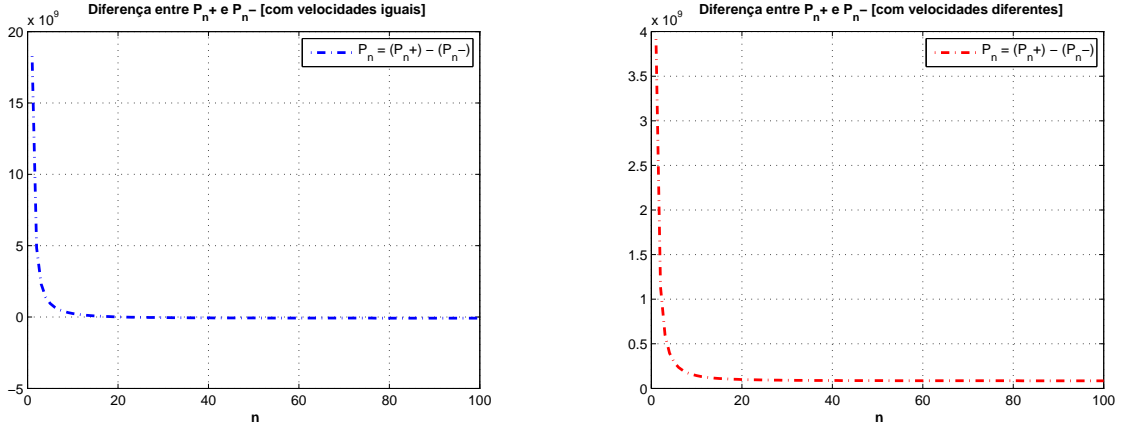 Diferença entre P_n+ e P_n− [com velocidades iguais]
x 10^9
P_n = (P_n+) − (P_n−)
20
15
10
5
0
−5
0 20 40 60 80 100
n
Diferença entre P_n+ e P_n− [com velocidades diferentes]
x 10^9
P_n = (P_n+) − (P_n−)
4
3.5
3
2.5
2
1.5
1
0.5
0
0 20 40 60 80 100
n